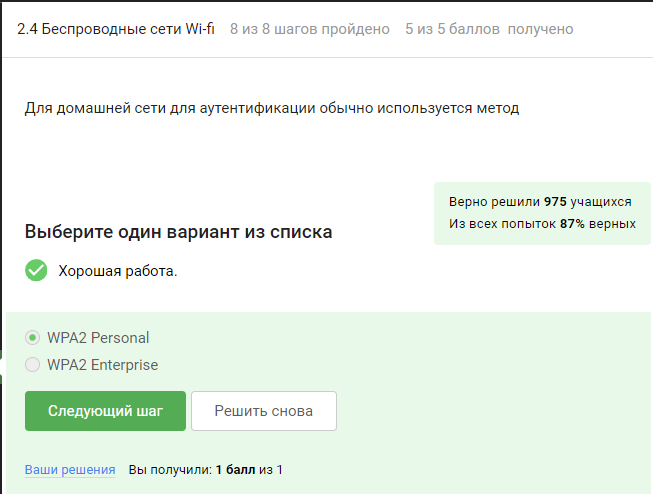 2.4 Беспроводные сети Wi-fi 8 из 8 шагов пройдено 5 из 5 баллов получено
Для домашней сети для аутентификации обычно используется метод
Верно решили 975 учащихся
Из всех попыток 87% верных
Выберите один вариант из списка
Хорошая работа.
WPA2 Personal
WPA2 Enterprise
Следующий шаг Решить снова
Ваши решения Вы получили: 1 балл из 1